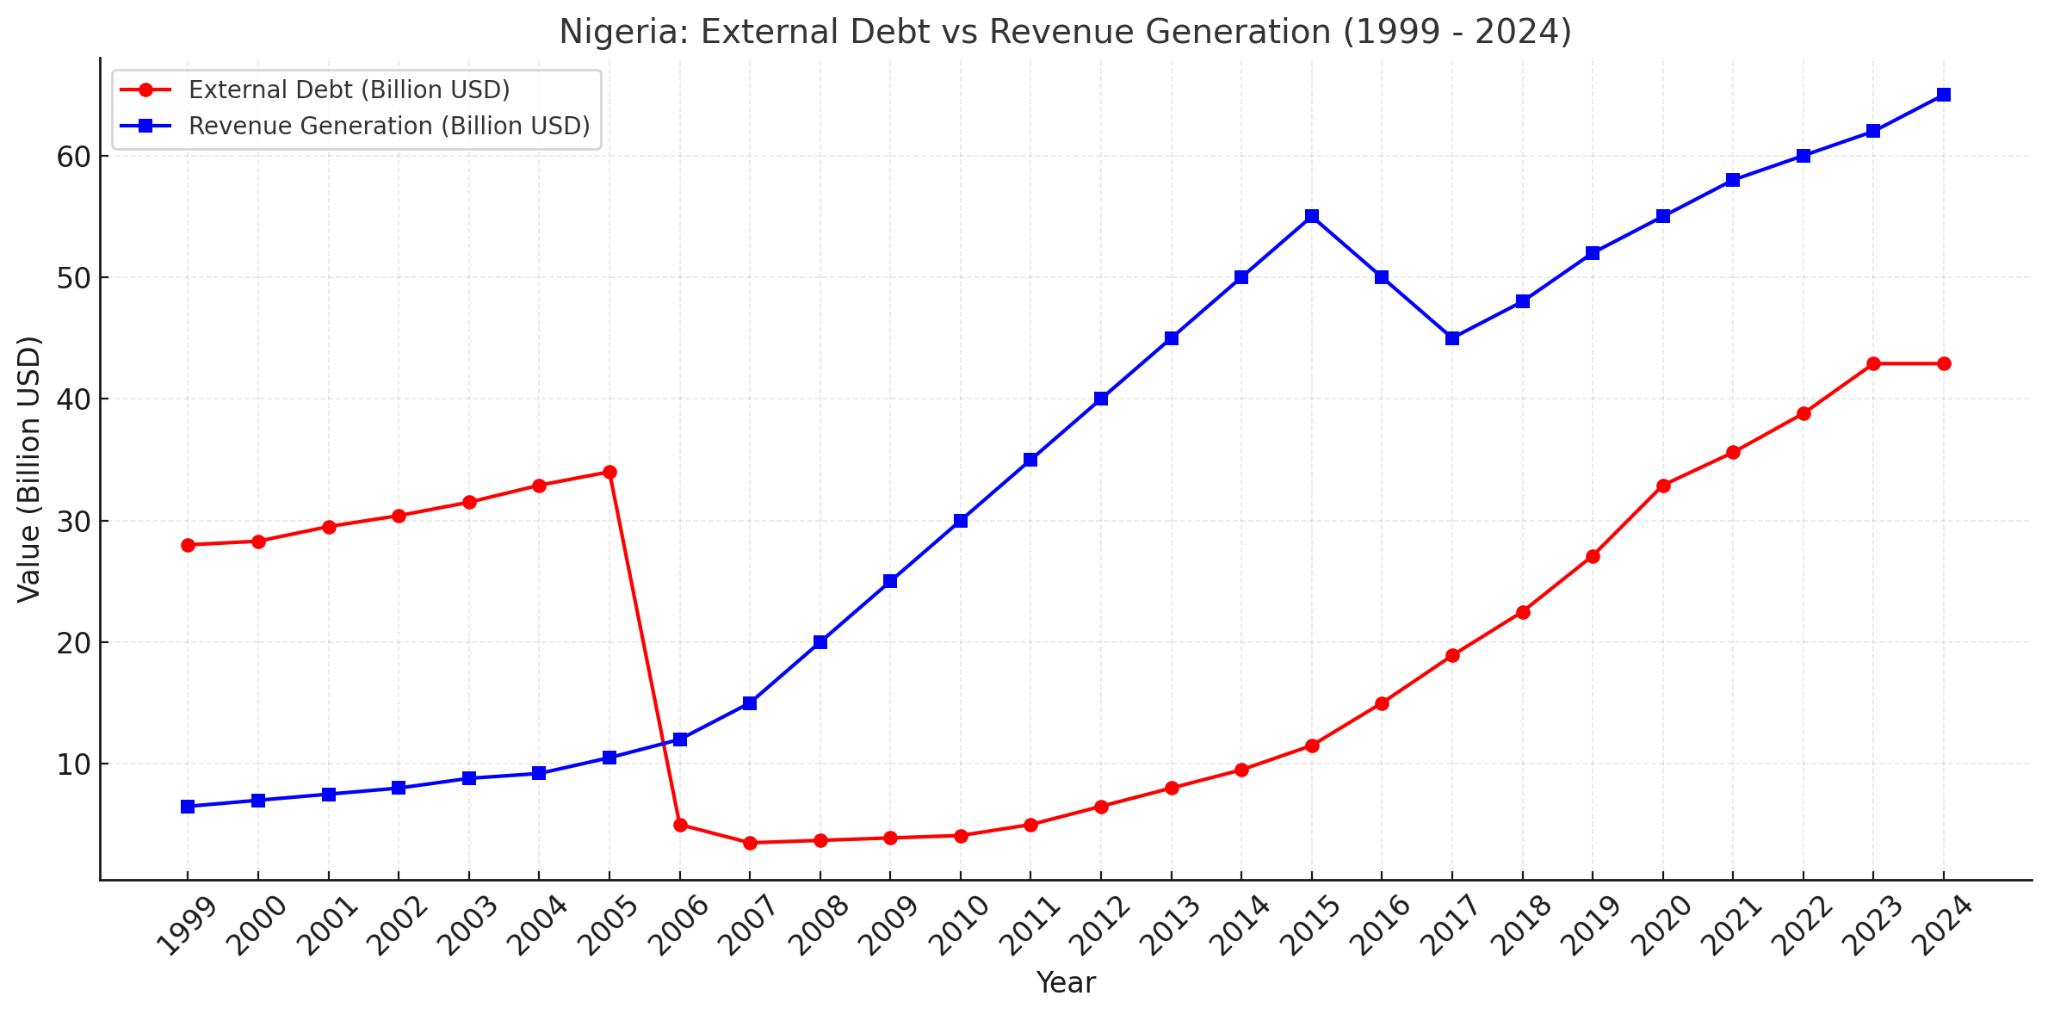 Nigeria: External Debt vs Revenue Generation (1999 - 2024)
External Debt (Billion USD)
Revenue Generation (Billion USD)
Value (Billion USD)
60
50
40
30
20
10
1999 2000 2001 2002 2003 2004 2005 2006 2007 2008 2009 2010 2011 2012 2013 2014 2015 2016 2017 2018 2019 2020 2021 2022 2023 2024
Year